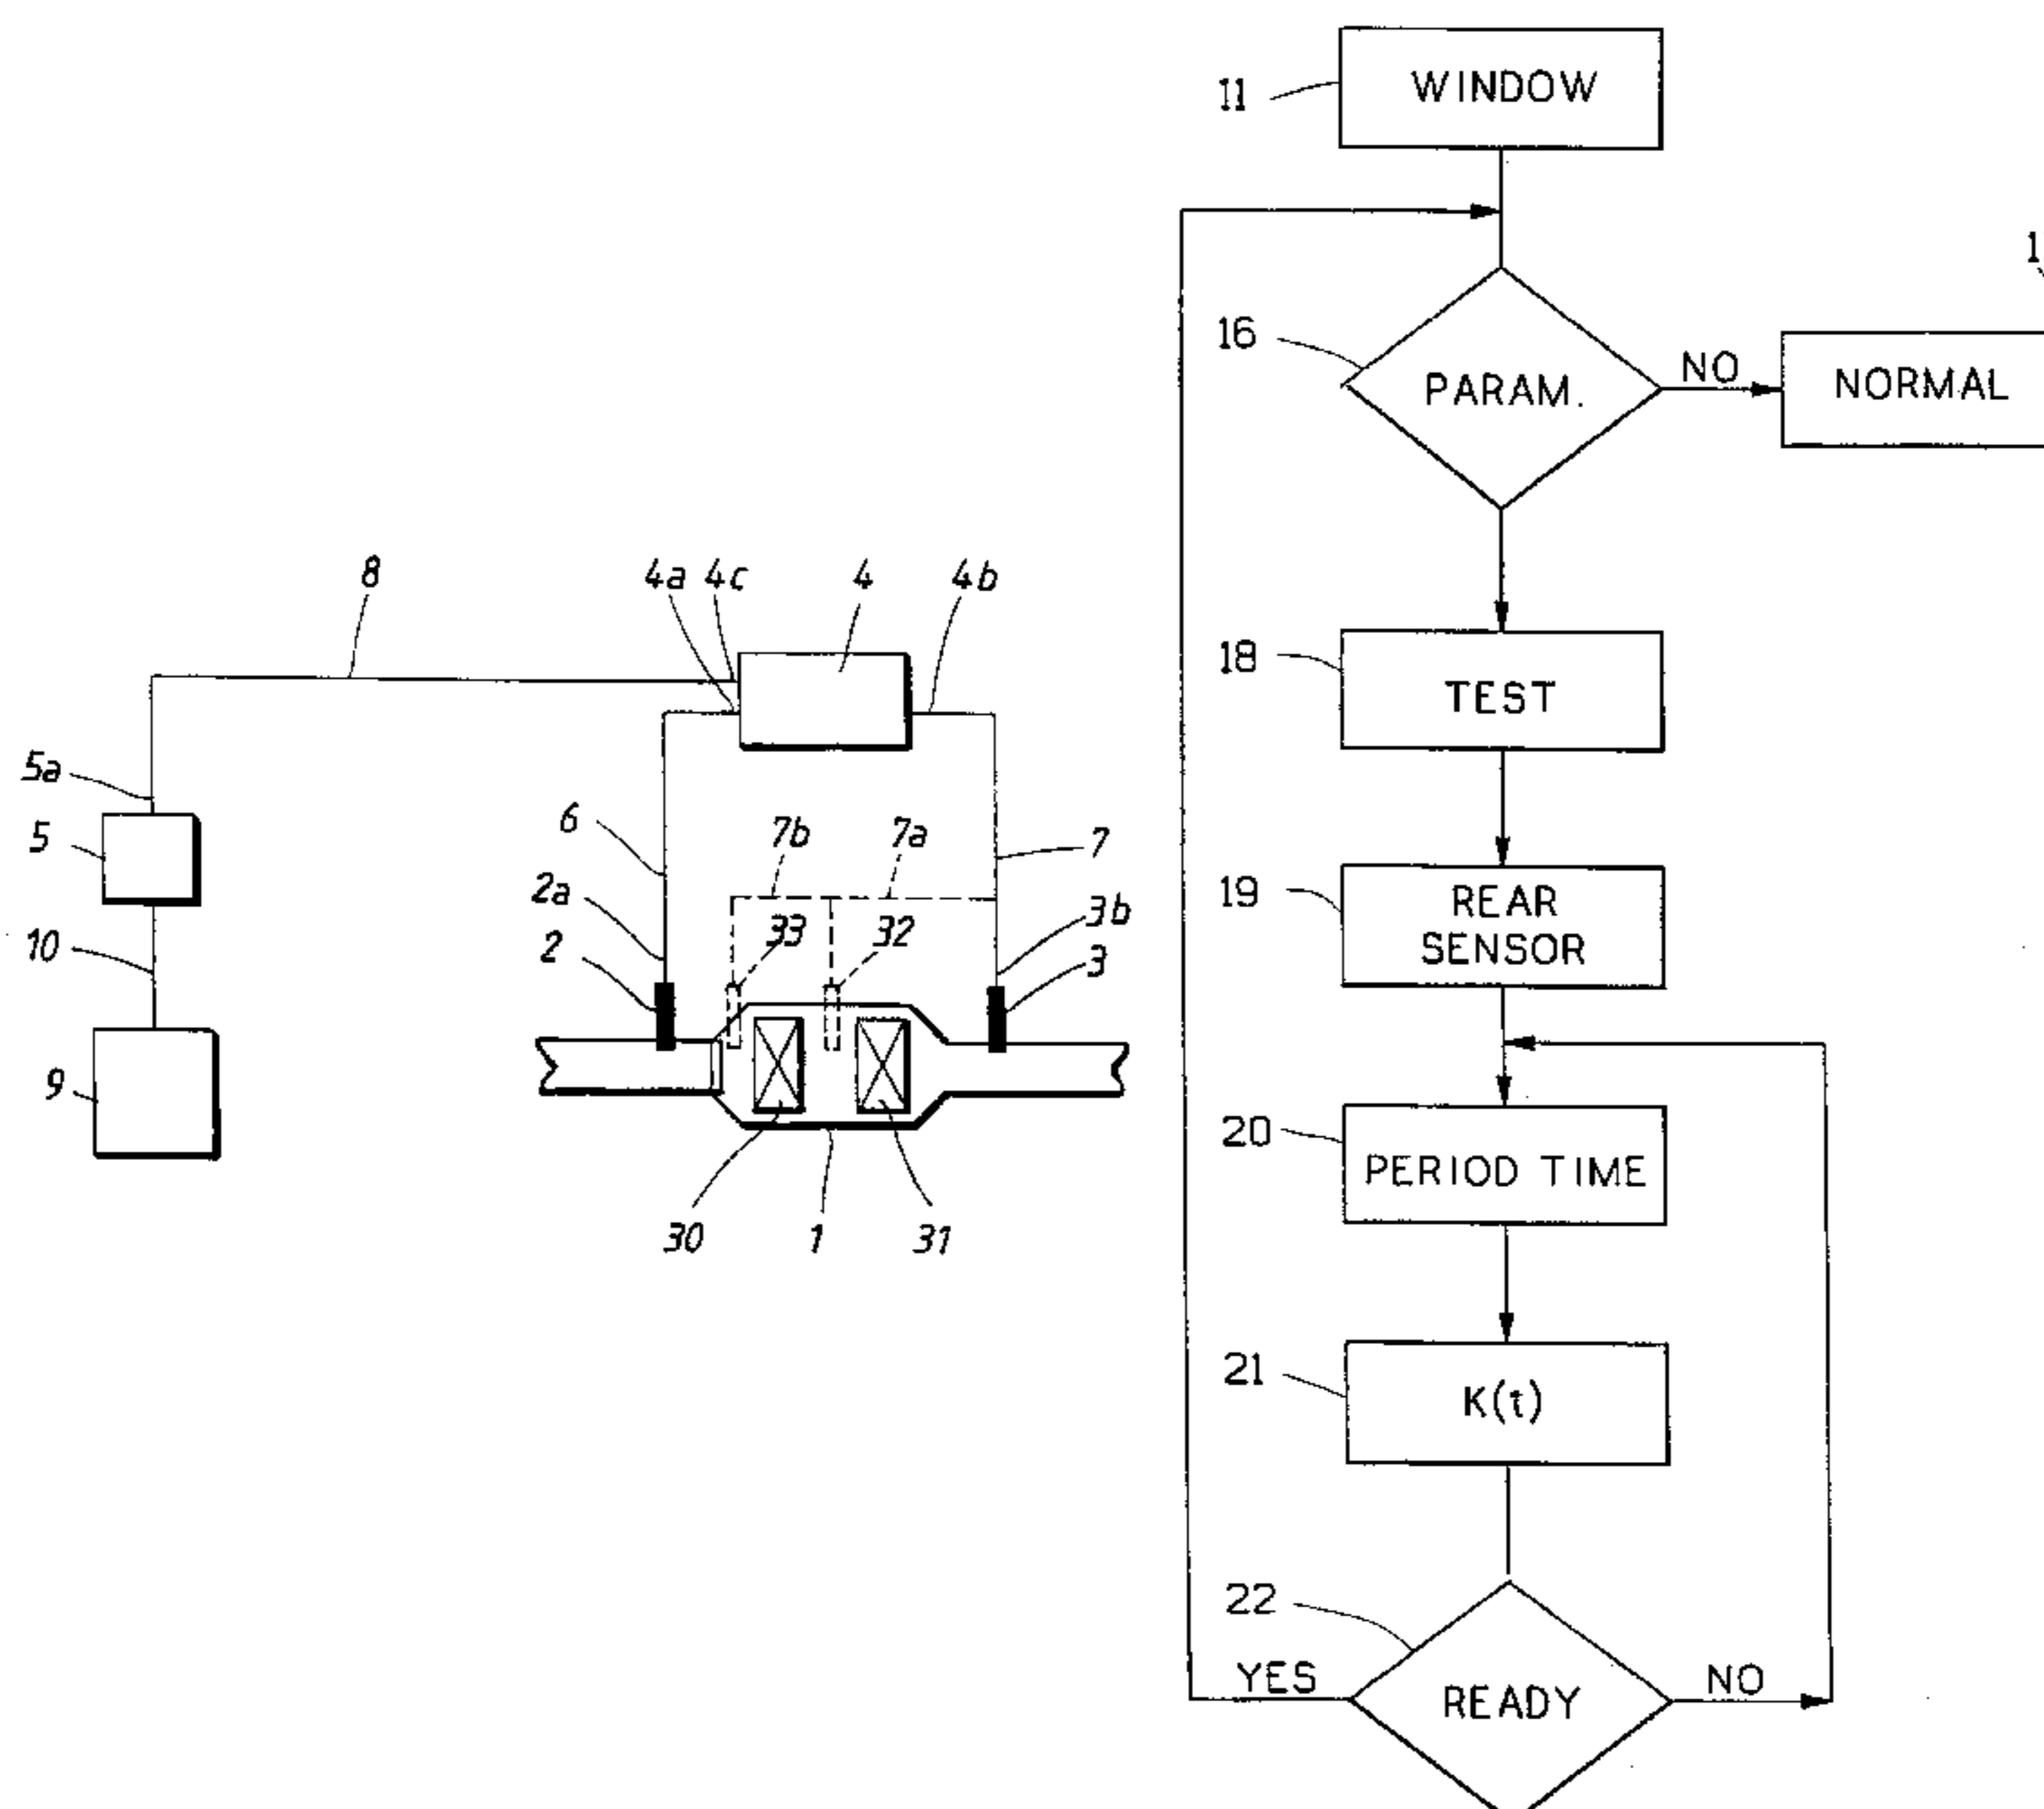 8
4a 4c 4 4b
5a
5
6
7b 7a 7
2a
33 32 3b
2 3
10
9
30 1 31
11
WINDOW
16
PARAM.
NO
NORMAL
18
TEST
19
REAR
SENSOR
20
PERIOD TIME
21
K(t)
22
YES
READY
NO